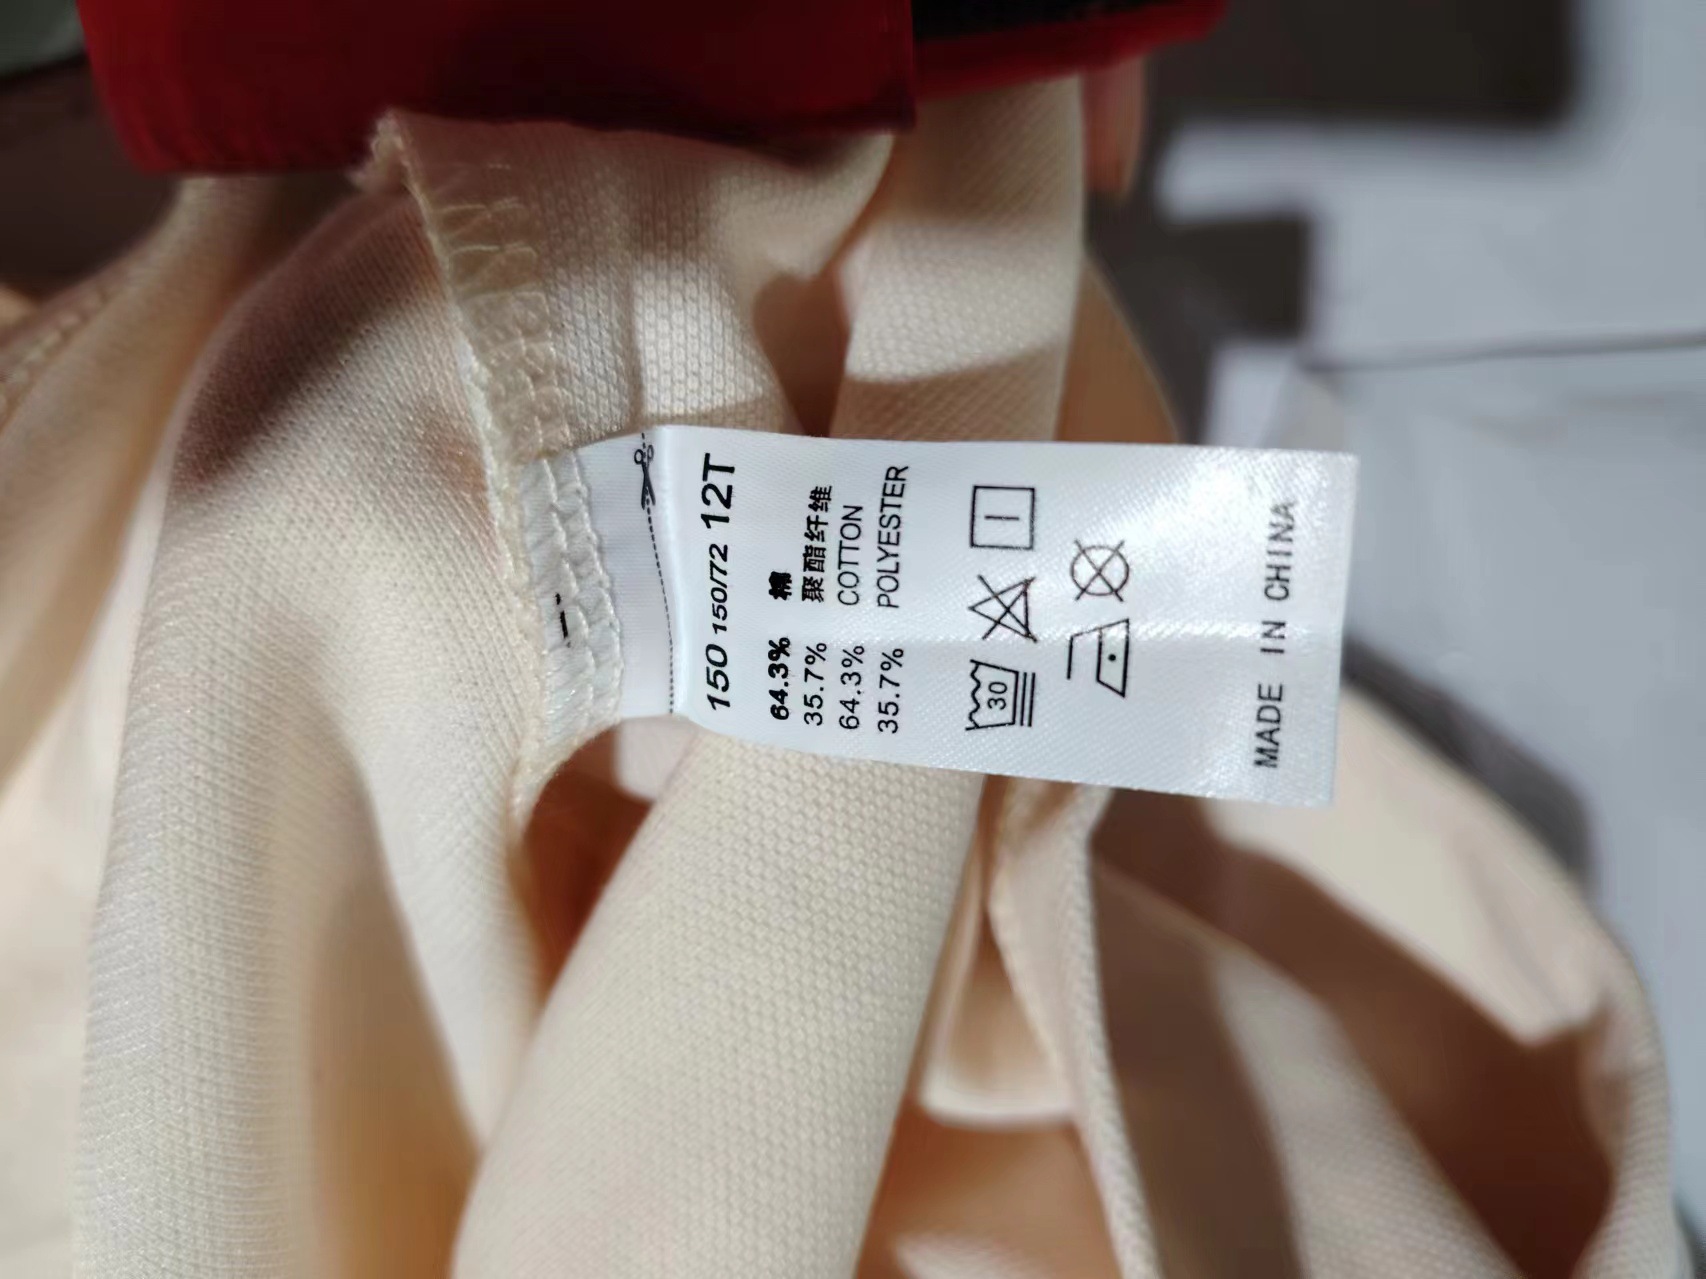 150 150/72 12T
64.3% 棉
35.7% 聚酯纤维
64.3% COTTON
35.7% POLYESTER
30
MADE IN CHINA